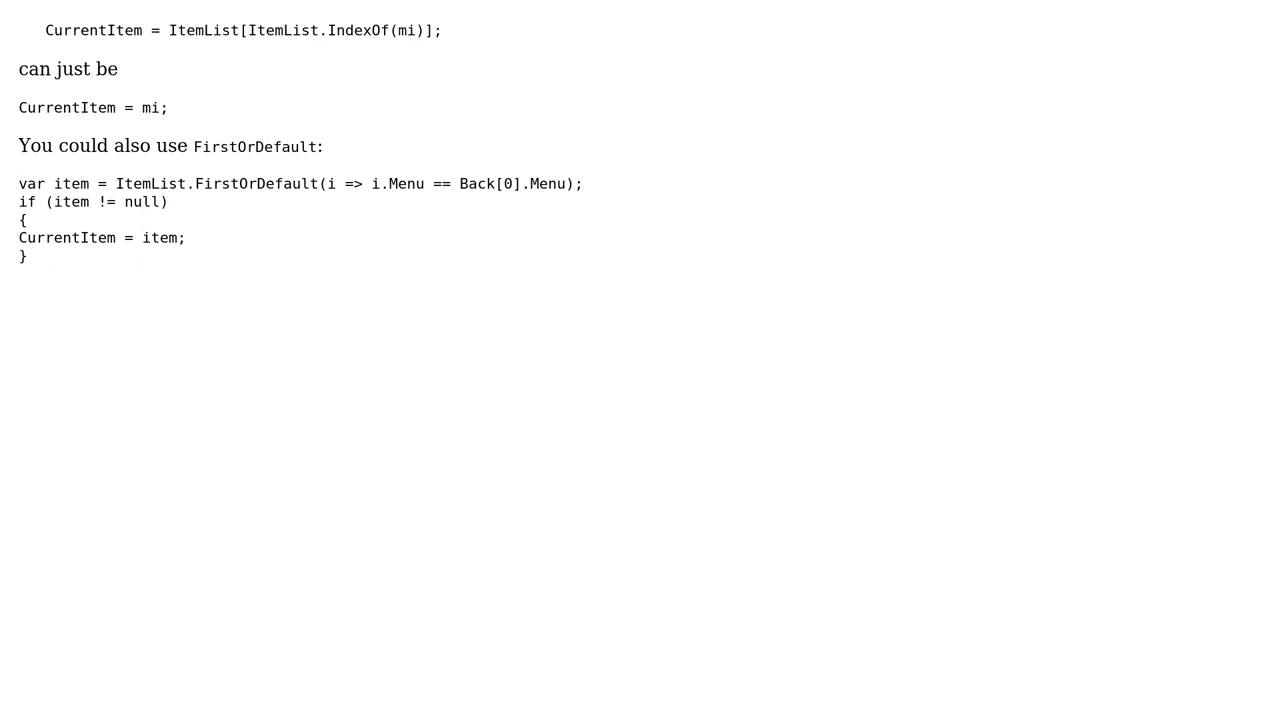 CurrentItem = ItemList[ItemList.IndexOf(mi)];
can just be
CurrentItem = mi;
You could also use FirstOrDefault:
var item = ItemList.FirstOrDefault(i => i.Menu == Back[0].Menu);
if (item != null)
{
CurrentItem = item;
}